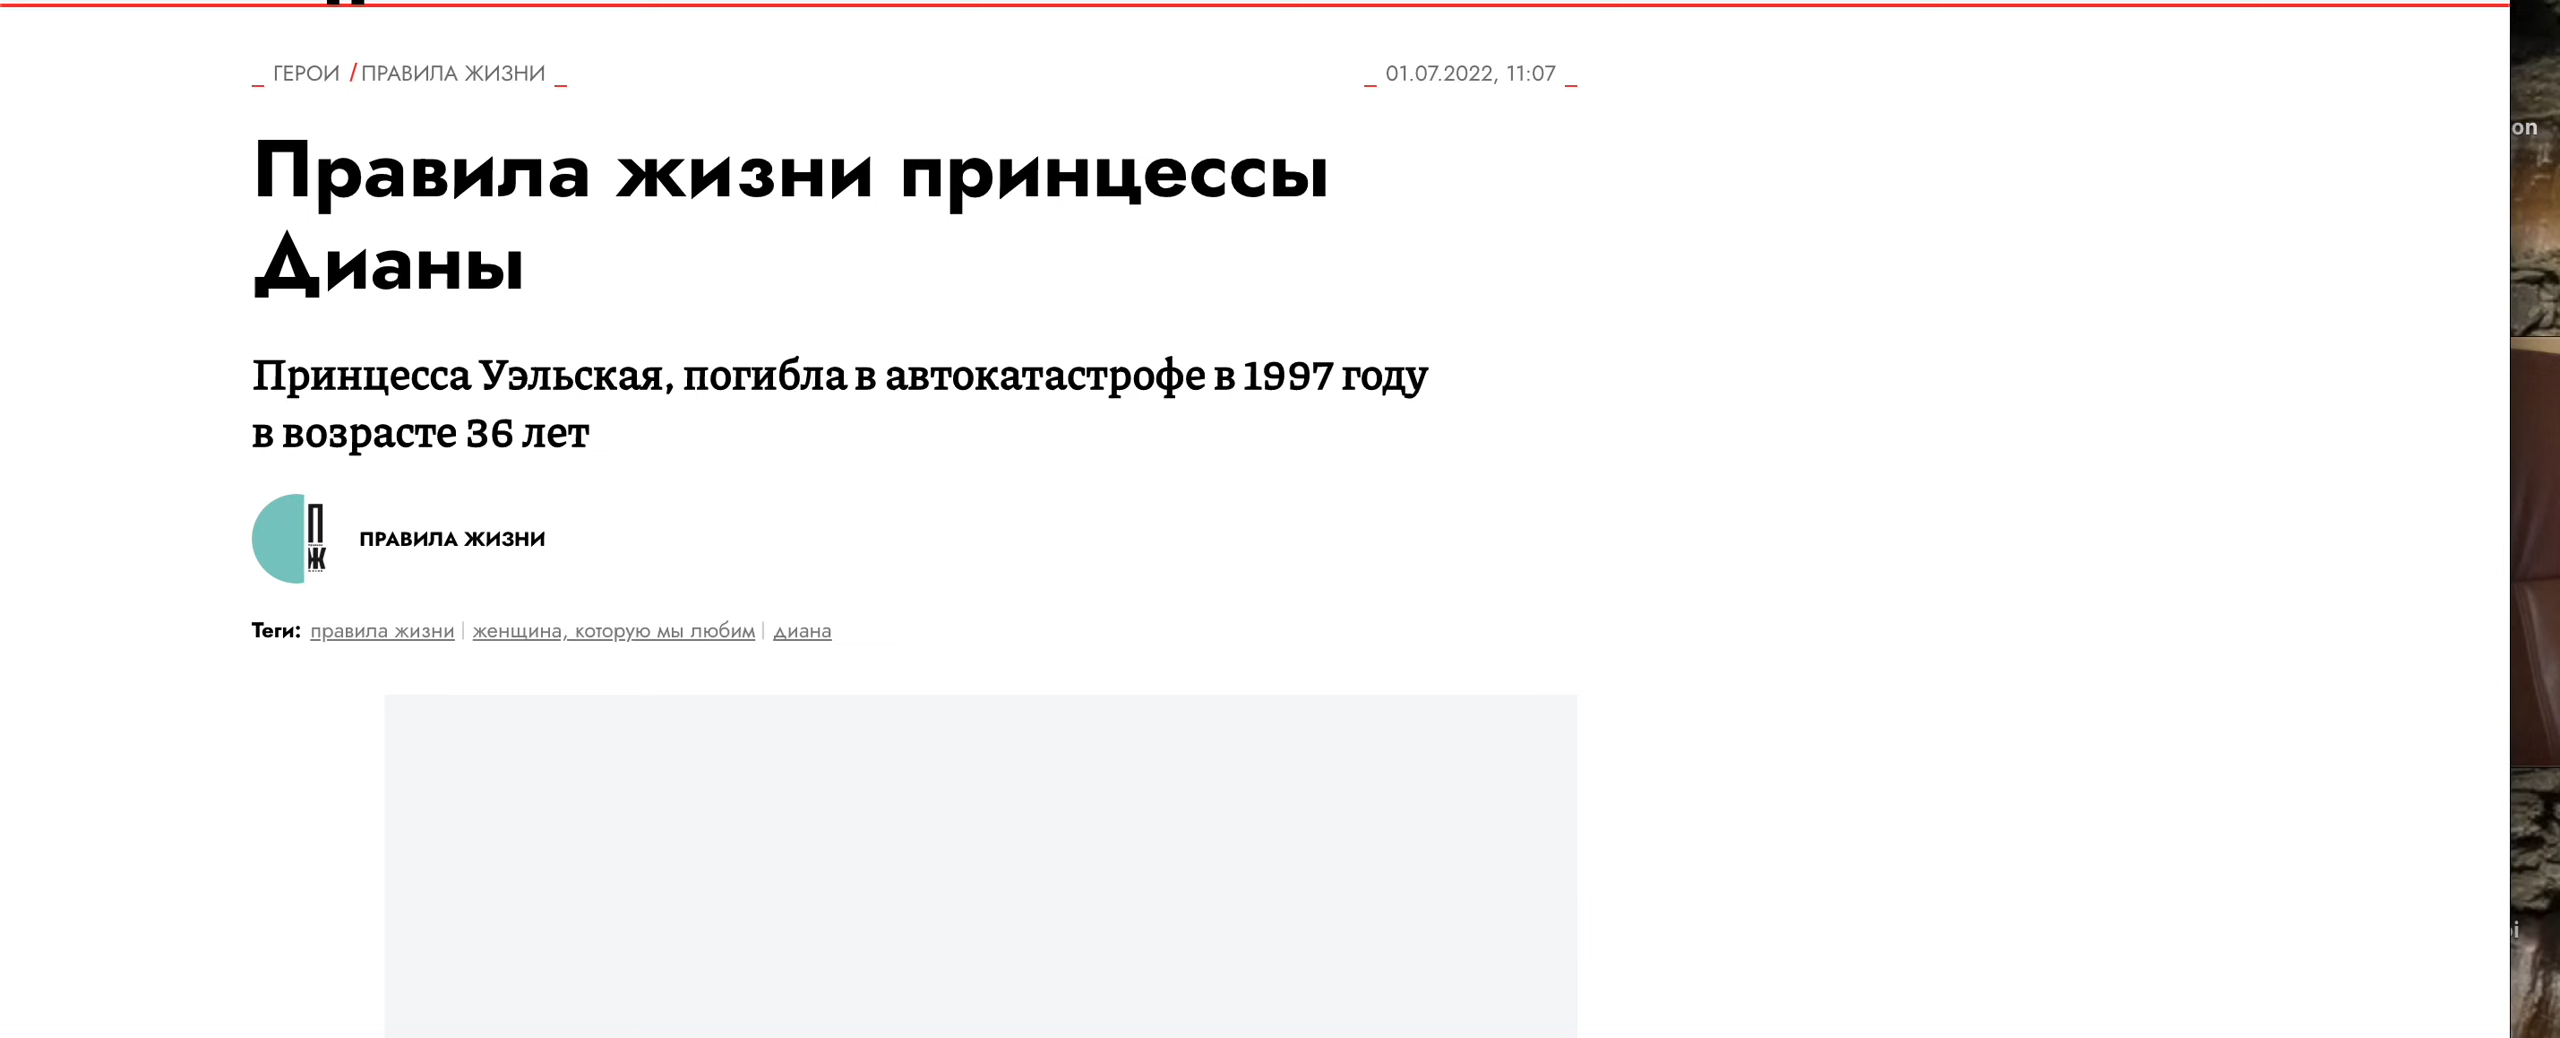 _ ГЕРОИ / ПРАВИЛА ЖИЗНИ _
_ 01.07.2022, 11:07 _
Правила жизни принцессы
Дианы
Принцесса Уэльская, погибла в автокатастрофе в 1997 году
в возрасте 36 лет
П
Ж
ПРАВИЛА ЖИЗНИ
Теги: правила жизни | женщина, которую мы любим | диана
on